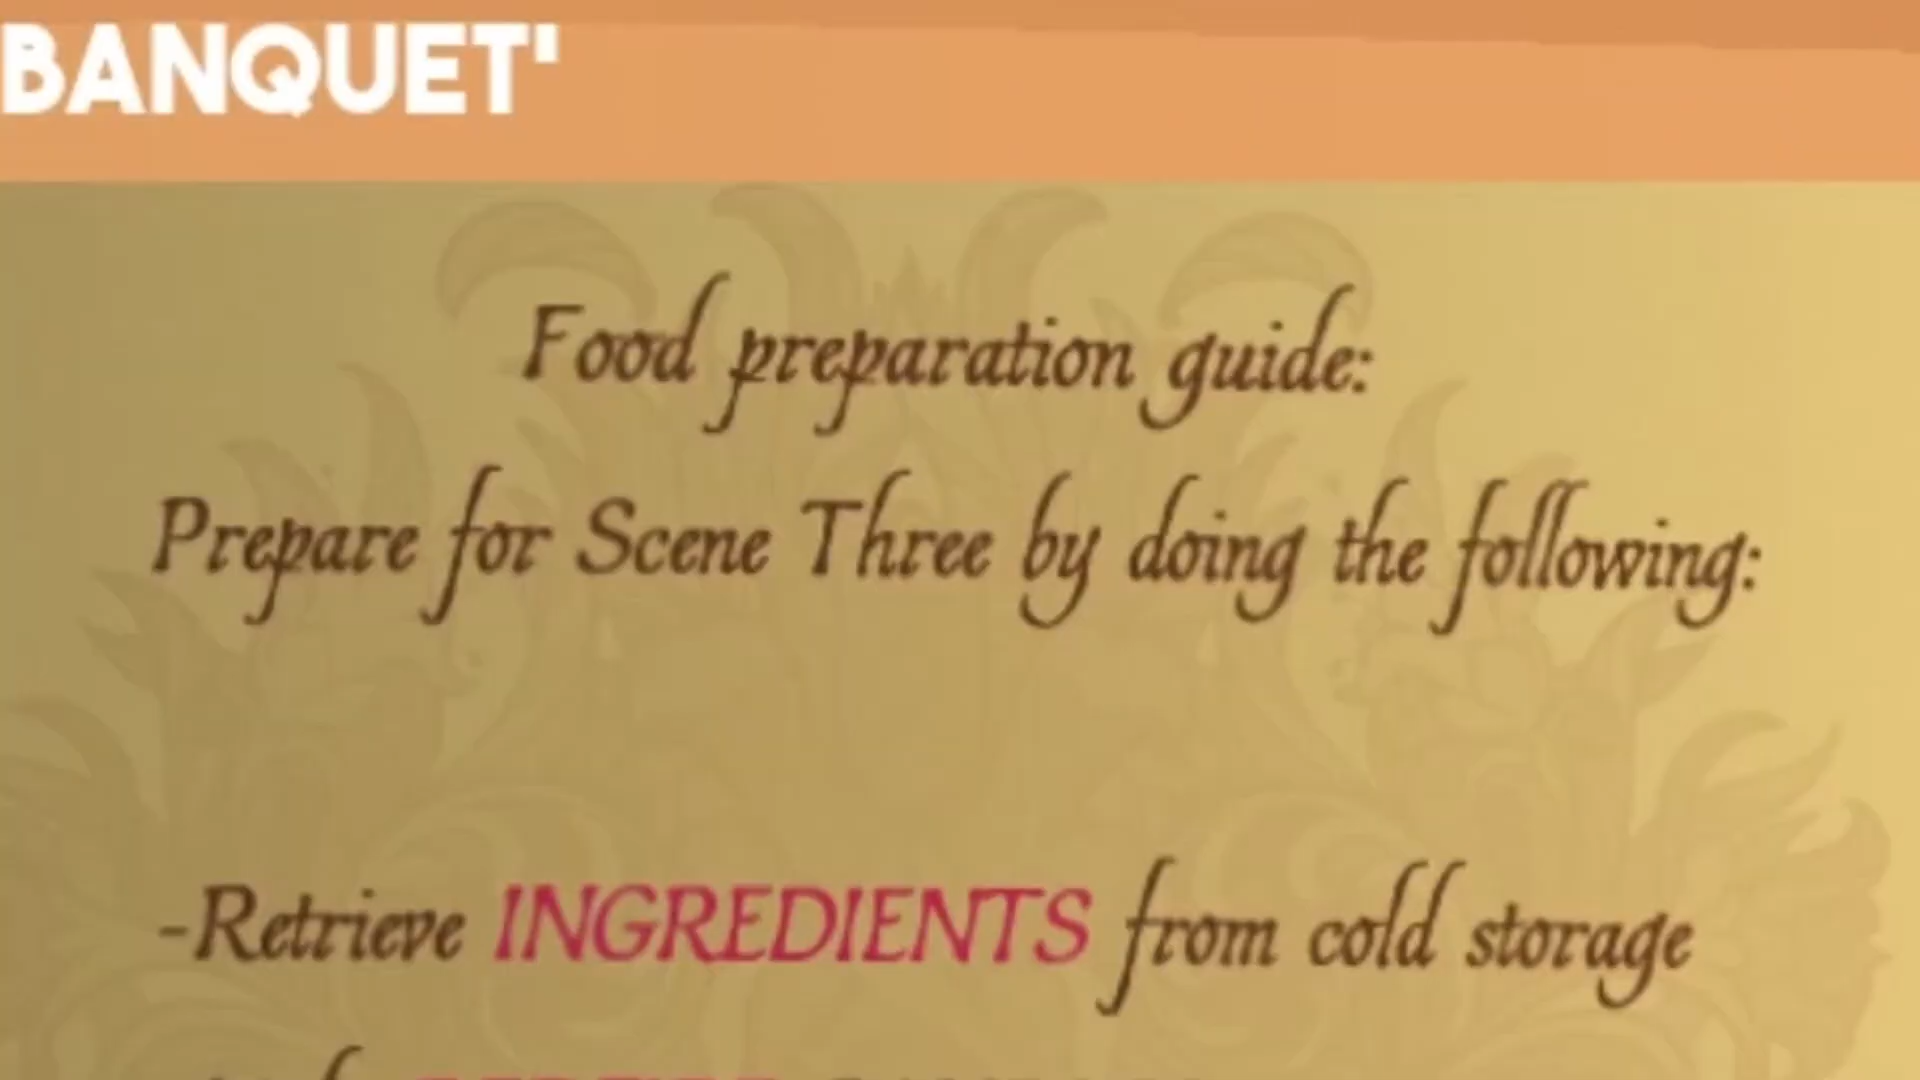 BANQUET'
Food preparation guide:
Prepare for Scene Three by doing the following:
-Retrieve INGREDIENTS from cold storage